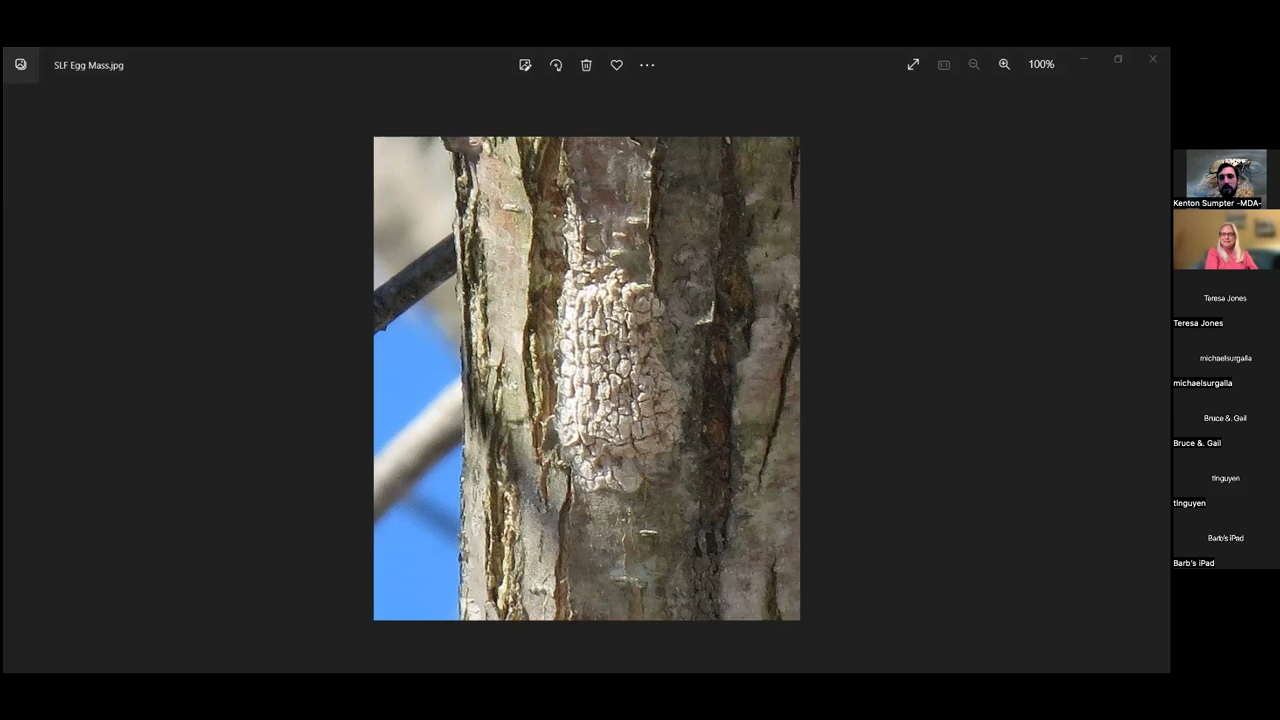 SLF Egg Mass.jpg
100%
Kenton Sumpter -MDA-
Teresa Jones
Teresa Jones
michaelsurgalla
michaelsurgalla
Bruce &. Gail
Bruce &. Gail
tlnguyen
tlnguyen
Barb's iPad
Barb's iPad